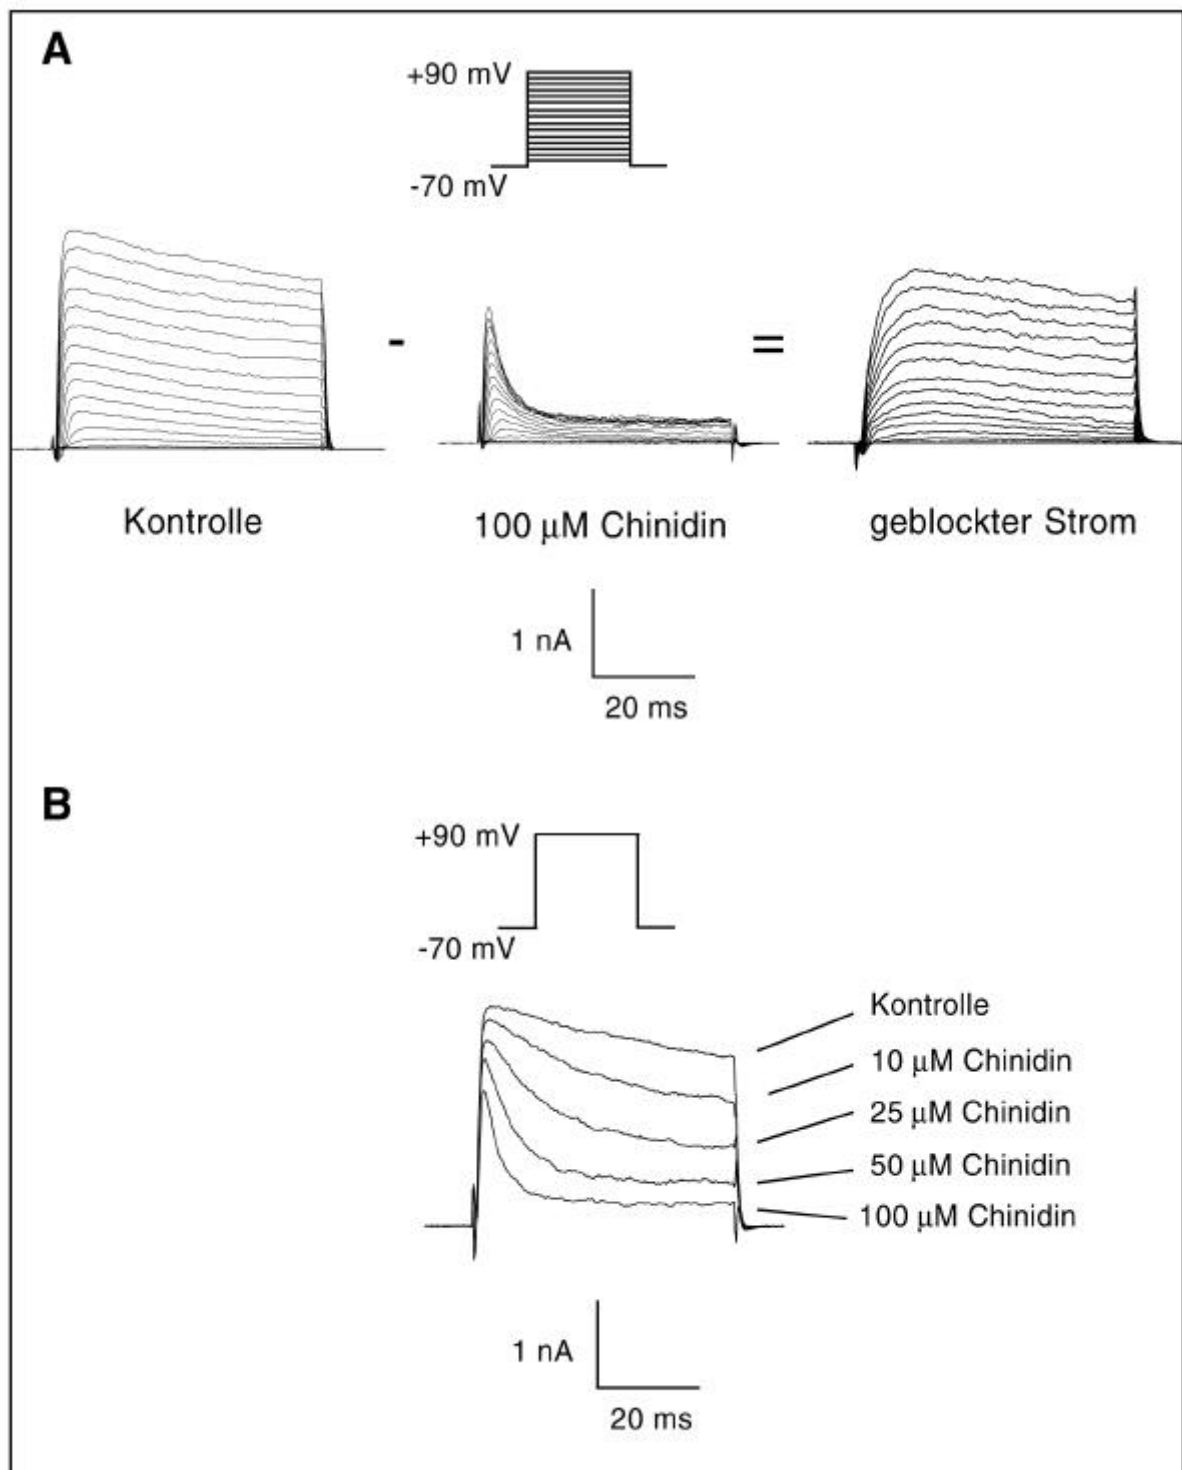 A
+90 mV
-70 mV
- =
Kontrolle 100 μM Chinidin geblockter Strom
1 nA
20 ms
B
+90 mV
-70 mV
Kontrolle
10 μM Chinidin
25 μM Chinidin
50 μM Chinidin
100 μM Chinidin
1 nA
20 ms